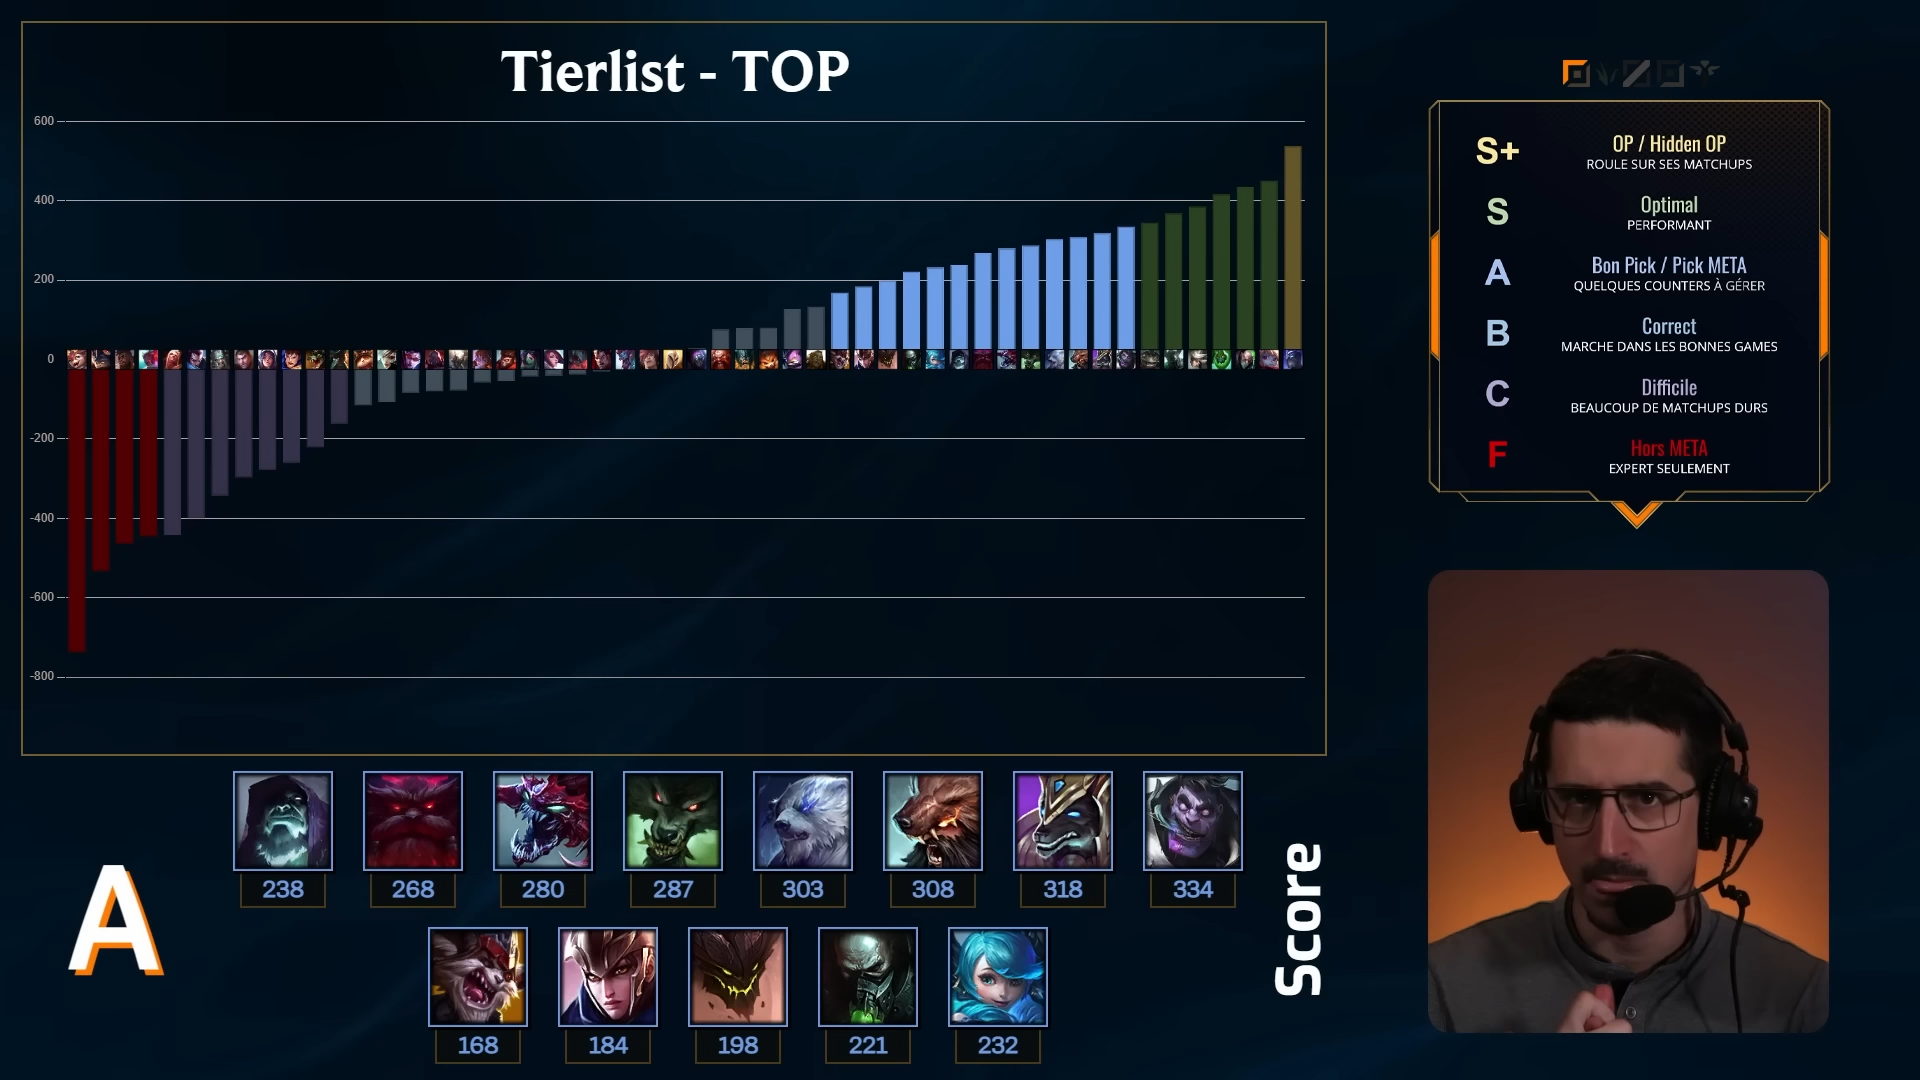 Tierlist - TOP
600
400
200
0
-200
-400
-600
-800
S+
OP / Hidden OP
ROULE SUR SES MATCHUPS
S
Optimal
PERFORMANT
A
Bon Pick / Pick META
QUELQUES COUNTERS À GÉRER
B
Correct
MARCHE DANS LES BONNES GAMES
C
Difficile
BEAUCOUP DE MATCHUPS DURS
F
Hors META
EXPERT SEULEMENT
A
238 268 280 287 303 308 318 334
168 184 198 221 232
Score